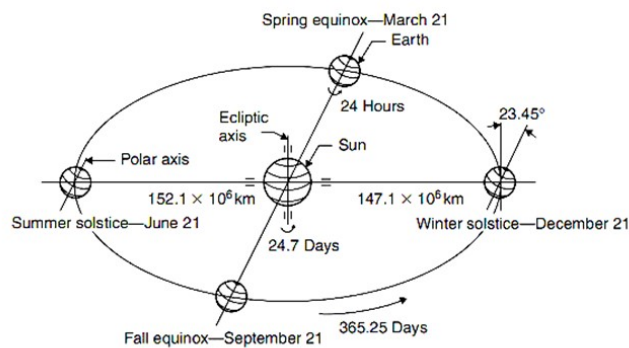 Spring equinox—March 21
Earth
24 Hours
23.45°
Ecliptic
axis
Sun
Polar axis
152.1 × 10⁶ km
147.1 × 10⁶ km
Summer solstice—June 21
Winter solstice—December 21
24.7 Days
365.25 Days
Fall equinox—September 21